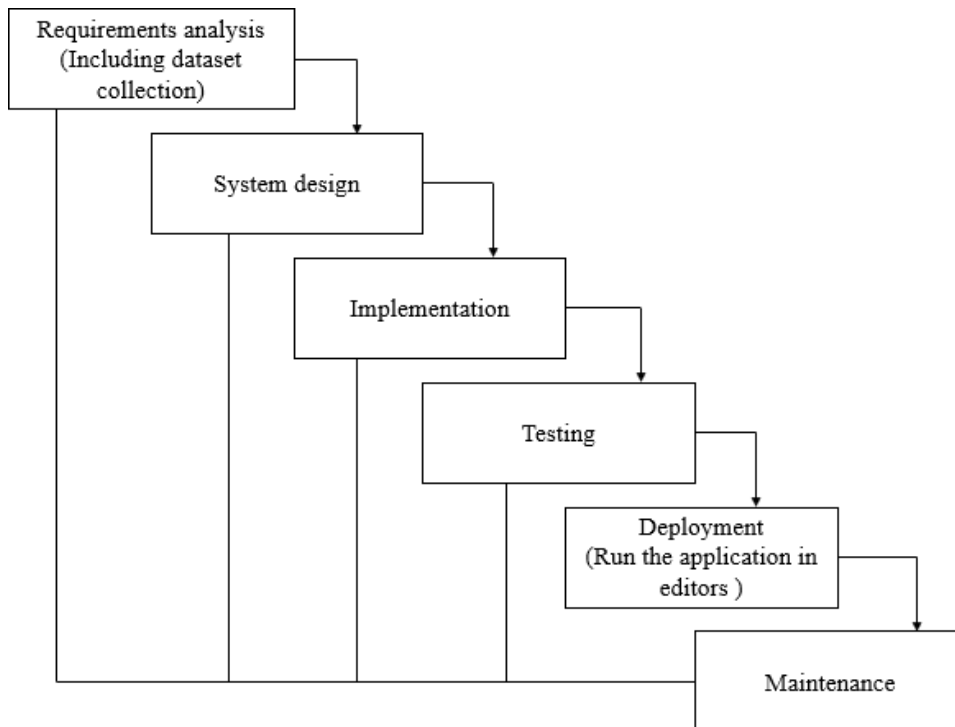 Requirements analysis
(Including dataset
collection)
System design
Implementation
Testing
Deployment
(Run the application in
editors )
Maintenance